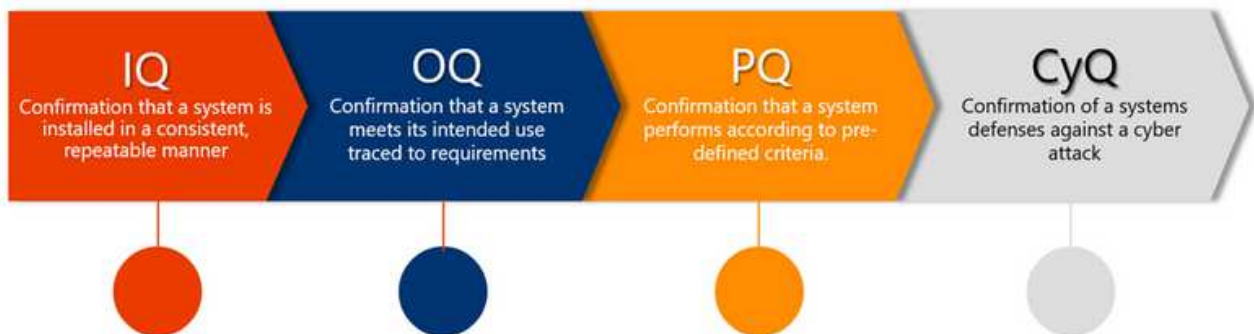 IQ
Confirmation that a system is
installed in a consistent,
repeatable manner
OQ
Confirmation that a system
meets its intended use
traced to requirements
PQ
Confirmation that a system
performs according to pre-
defined criteria.
CyQ
Confirmation of a systems
defenses against a cyber
attack